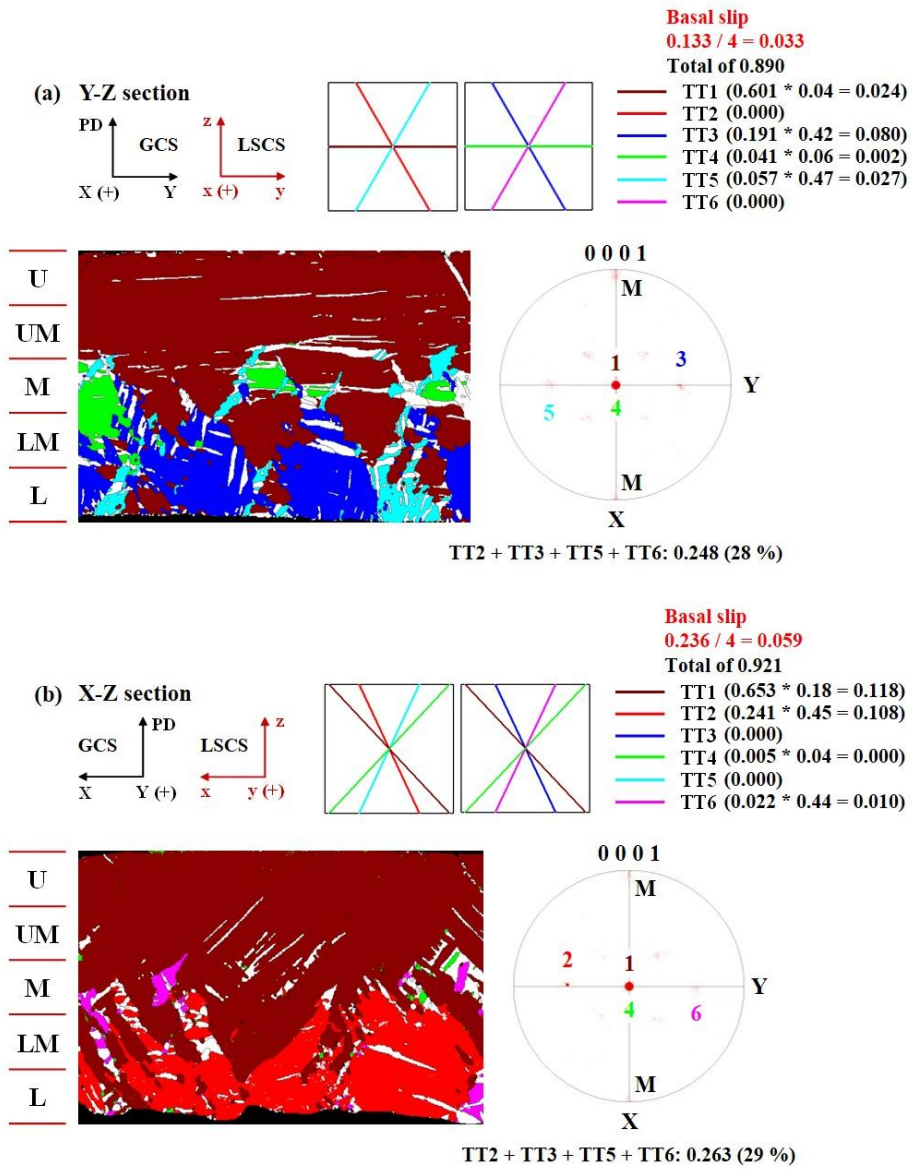 Basal slip
0.133 / 4 = 0.033
Total of 0.890
(a) Y-Z section
TT1 (0.601 * 0.04 = 0.024)
TT2 (0.000)
TT3 (0.191 * 0.42 = 0.080)
TT4 (0.041 * 0.06 = 0.002)
TT5 (0.057 * 0.47 = 0.027)
TT6 (0.000)
PD
GCS
X (+)
Y
z
LSCS
x (+)
y
U
UM
M
LM
L
0 0 0 1
M
1
3
Y
5
4
M
X
TT2 + TT3 + TT5 + TT6: 0.248 (28 %)
Basal slip
0.236 / 4 = 0.059
Total of 0.921
(b) X-Z section
TT1 (0.653 * 0.18 = 0.118)
TT2 (0.241 * 0.45 = 0.108)
TT3 (0.000)
TT4 (0.005 * 0.04 = 0.000)
TT5 (0.000)
TT6 (0.022 * 0.44 = 0.010)
PD
GCS
X
Y (+)
z
LSCS
x
y (+)
U
UM
M
LM
L
0 0 0 1
M
2
1
Y
4
6
M
X
TT2 + TT3 + TT5 + TT6: 0.263 (29 %)